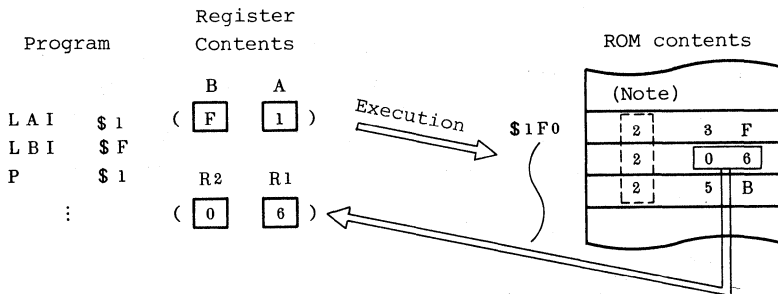 Program
Register
Contents
ROM contents
B A
( F 1 )
LAI $1
LBI $F
P $1
⋮
Execution
$1F0
(Note)
2 3 F
2 0 6
2 5 B
R2 R1
( 0 6 )